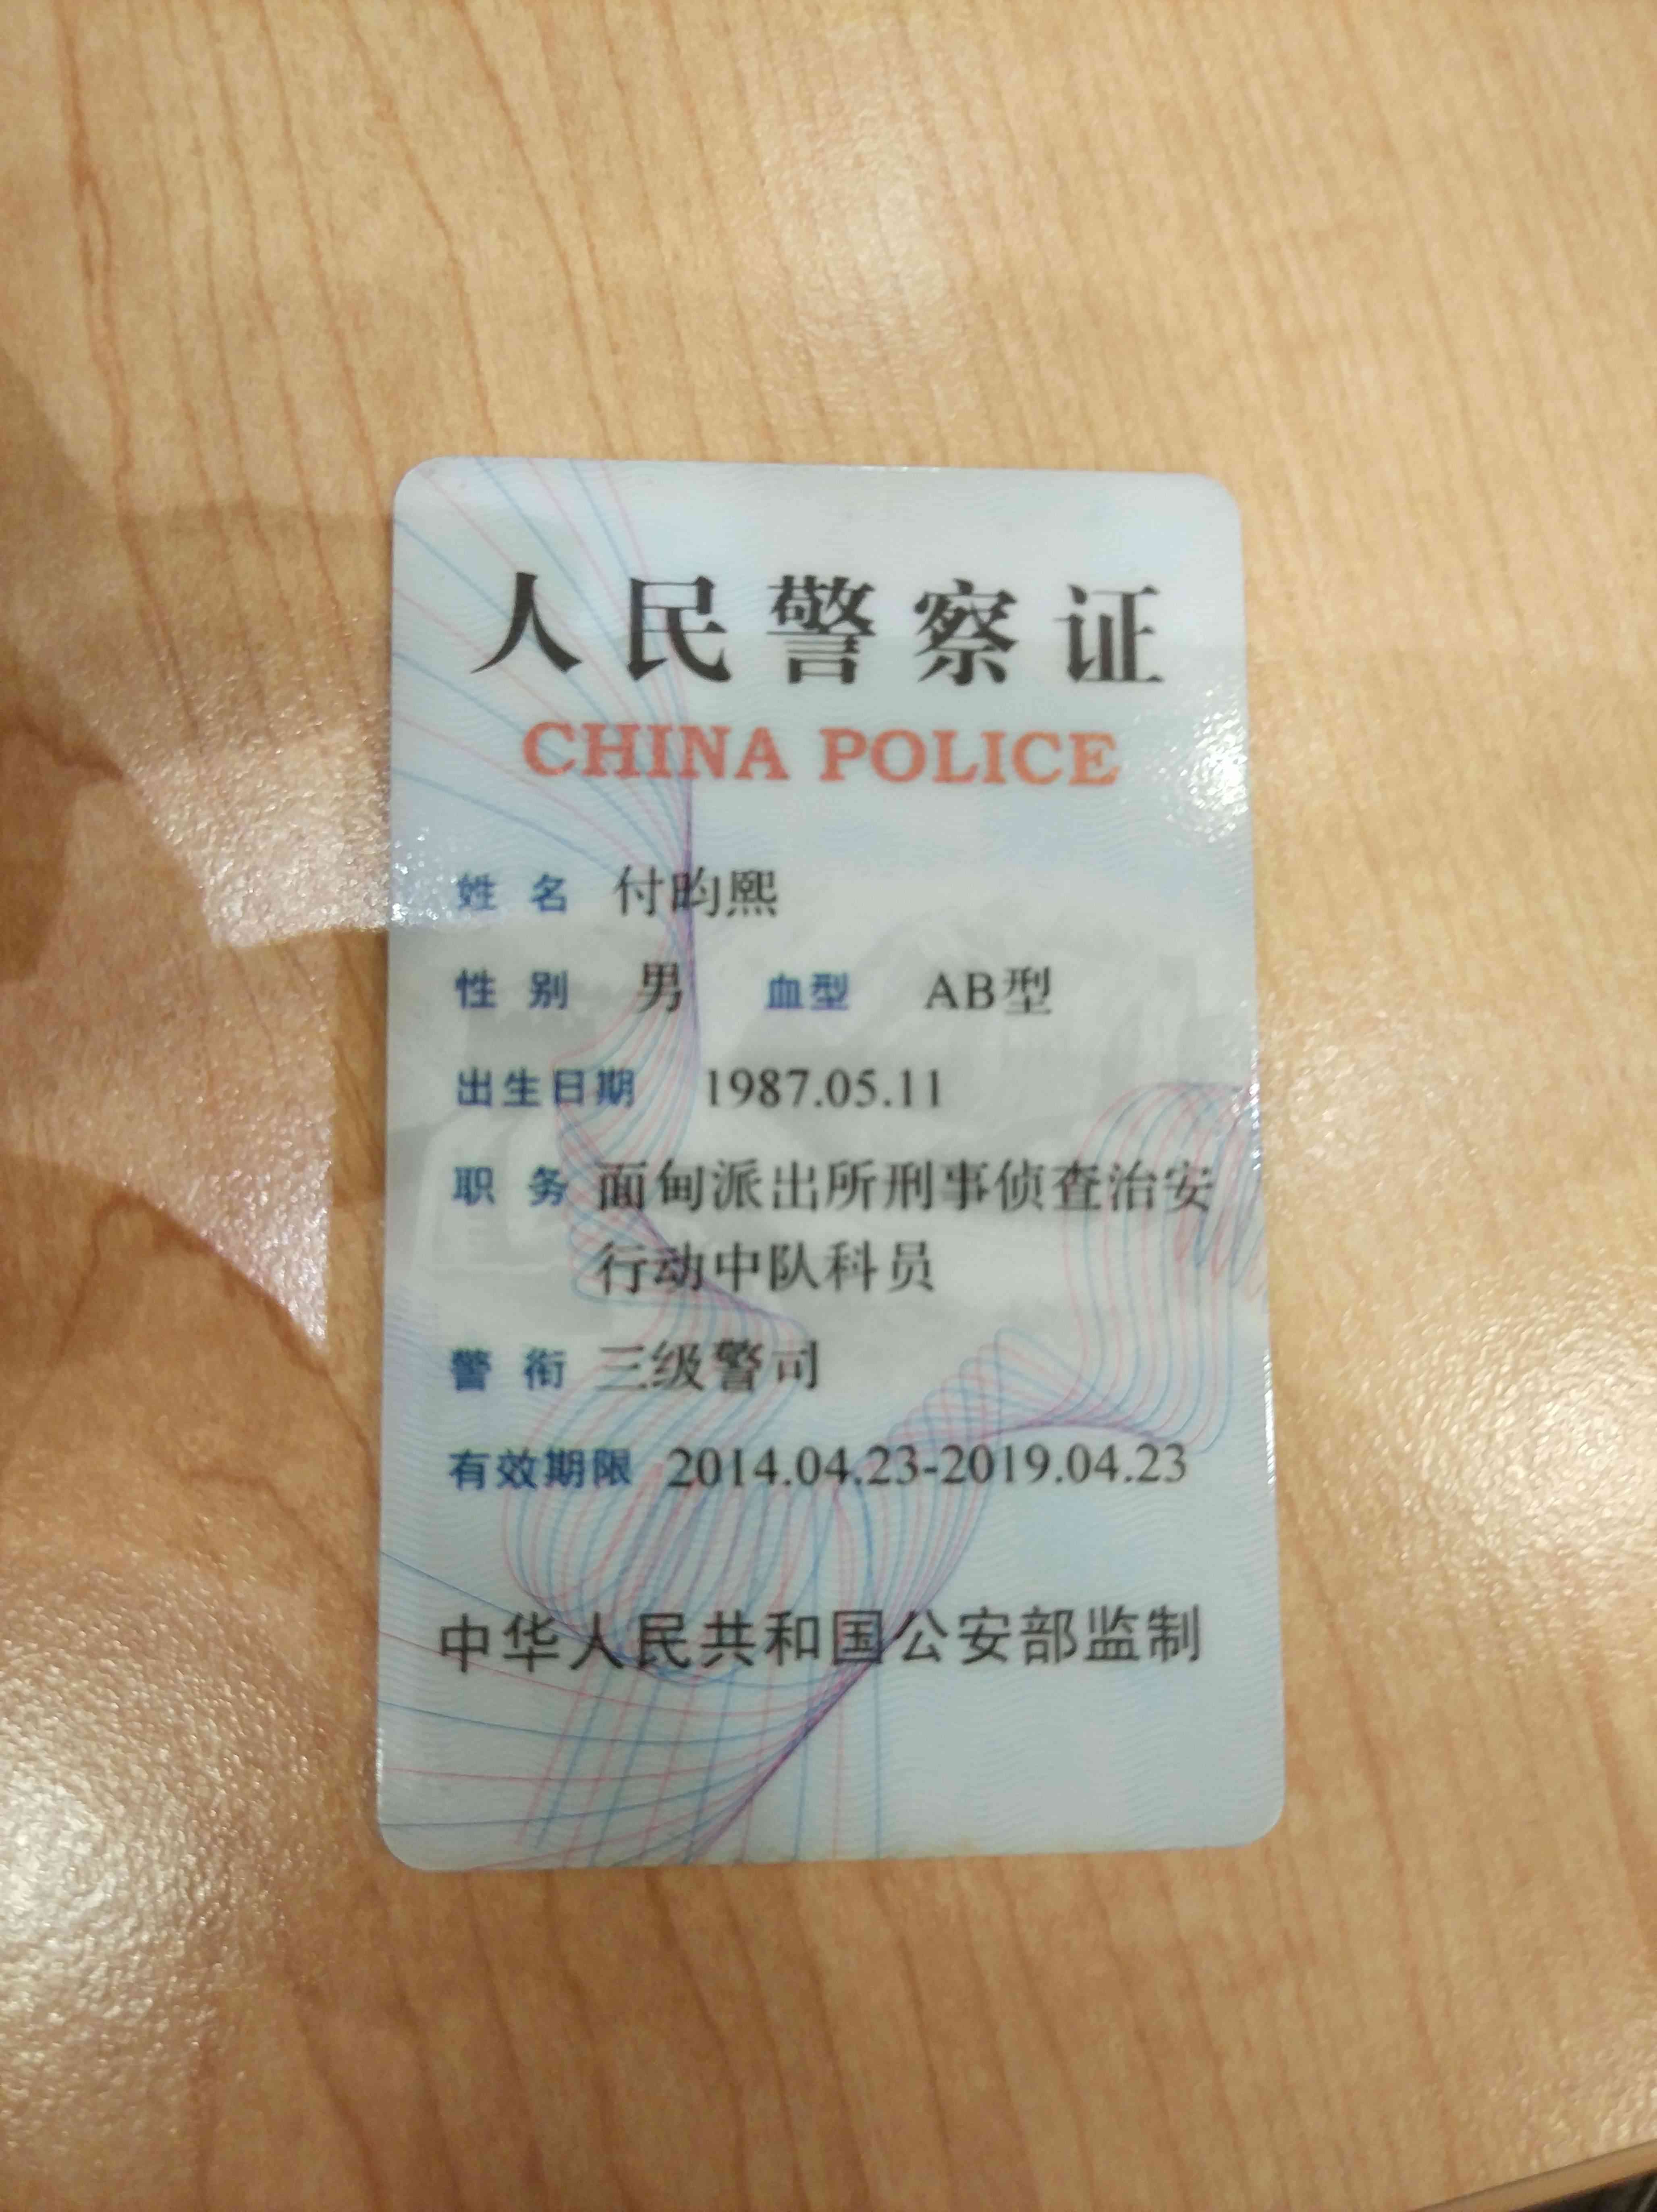 人民警察证
CHINA POLICE
姓 名 付昀熙
性 别 男 血型 AB型
出生日期 1987.05.11
职 务 面甸派出所刑事侦查治安
行动中队科员
警 衔 三级警司
有效期限 2014.04.23-2019.04.23
中华人民共和国公安部监制